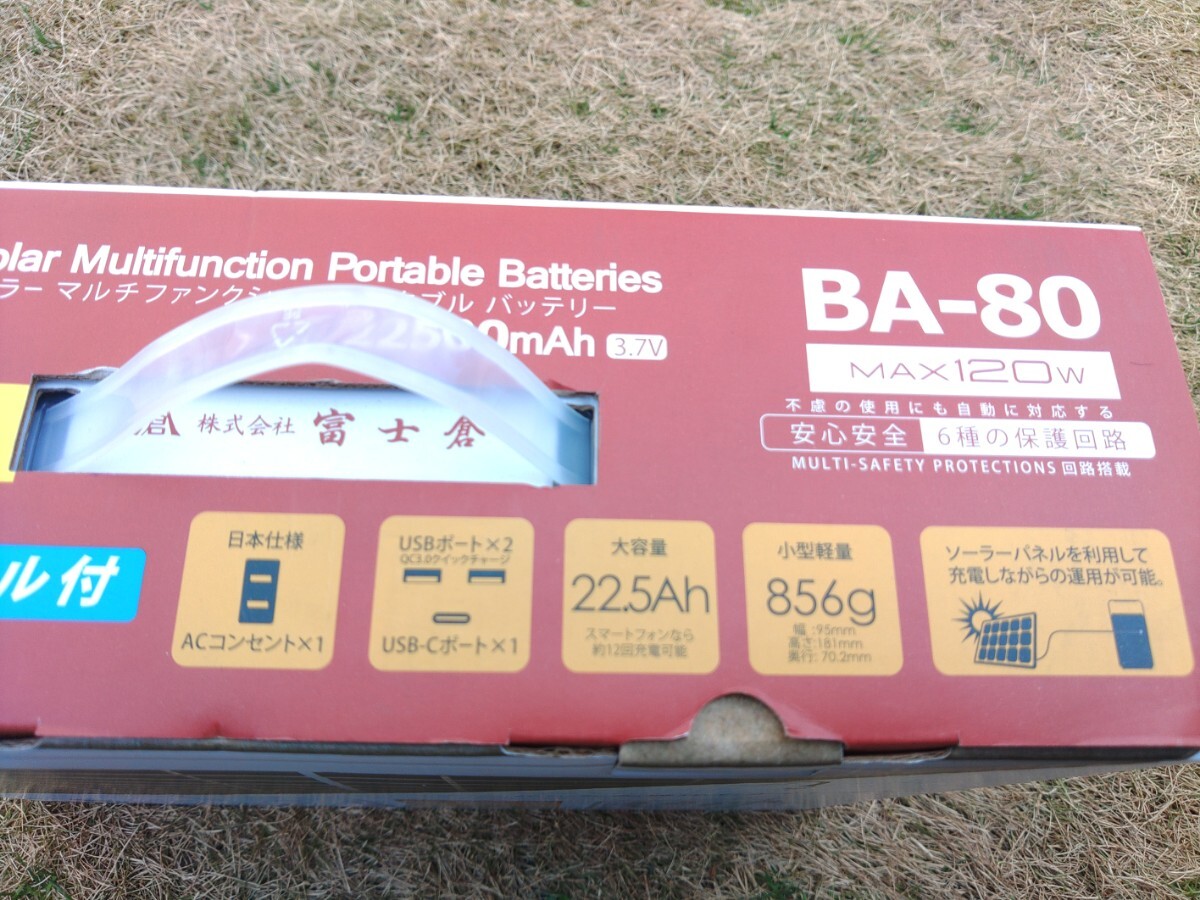 olar Multifunction Portable Batteries
ラー マルチファンクシ ブル バッテリー
22500mAh 3.7V
BA-80
MAX120W
不慮の使用にも自動に対応する
安心安全 6種の保護回路
MULTI-SAFETY PROTECTIONS 回路搭載
株式会社 富士倉
ル付
日本仕様
ACコンセント×1
USBポート×2
QC3.0クイックチャージ
USB-Cポート×1
大容量
22.5Ah
スマートフォンなら
約12回充電可能
小型軽量
856g
幅:95mm
高さ:181mm
奥行:70.2mm
ソーラーパネルを利用して
充電しながらの運用が可能。